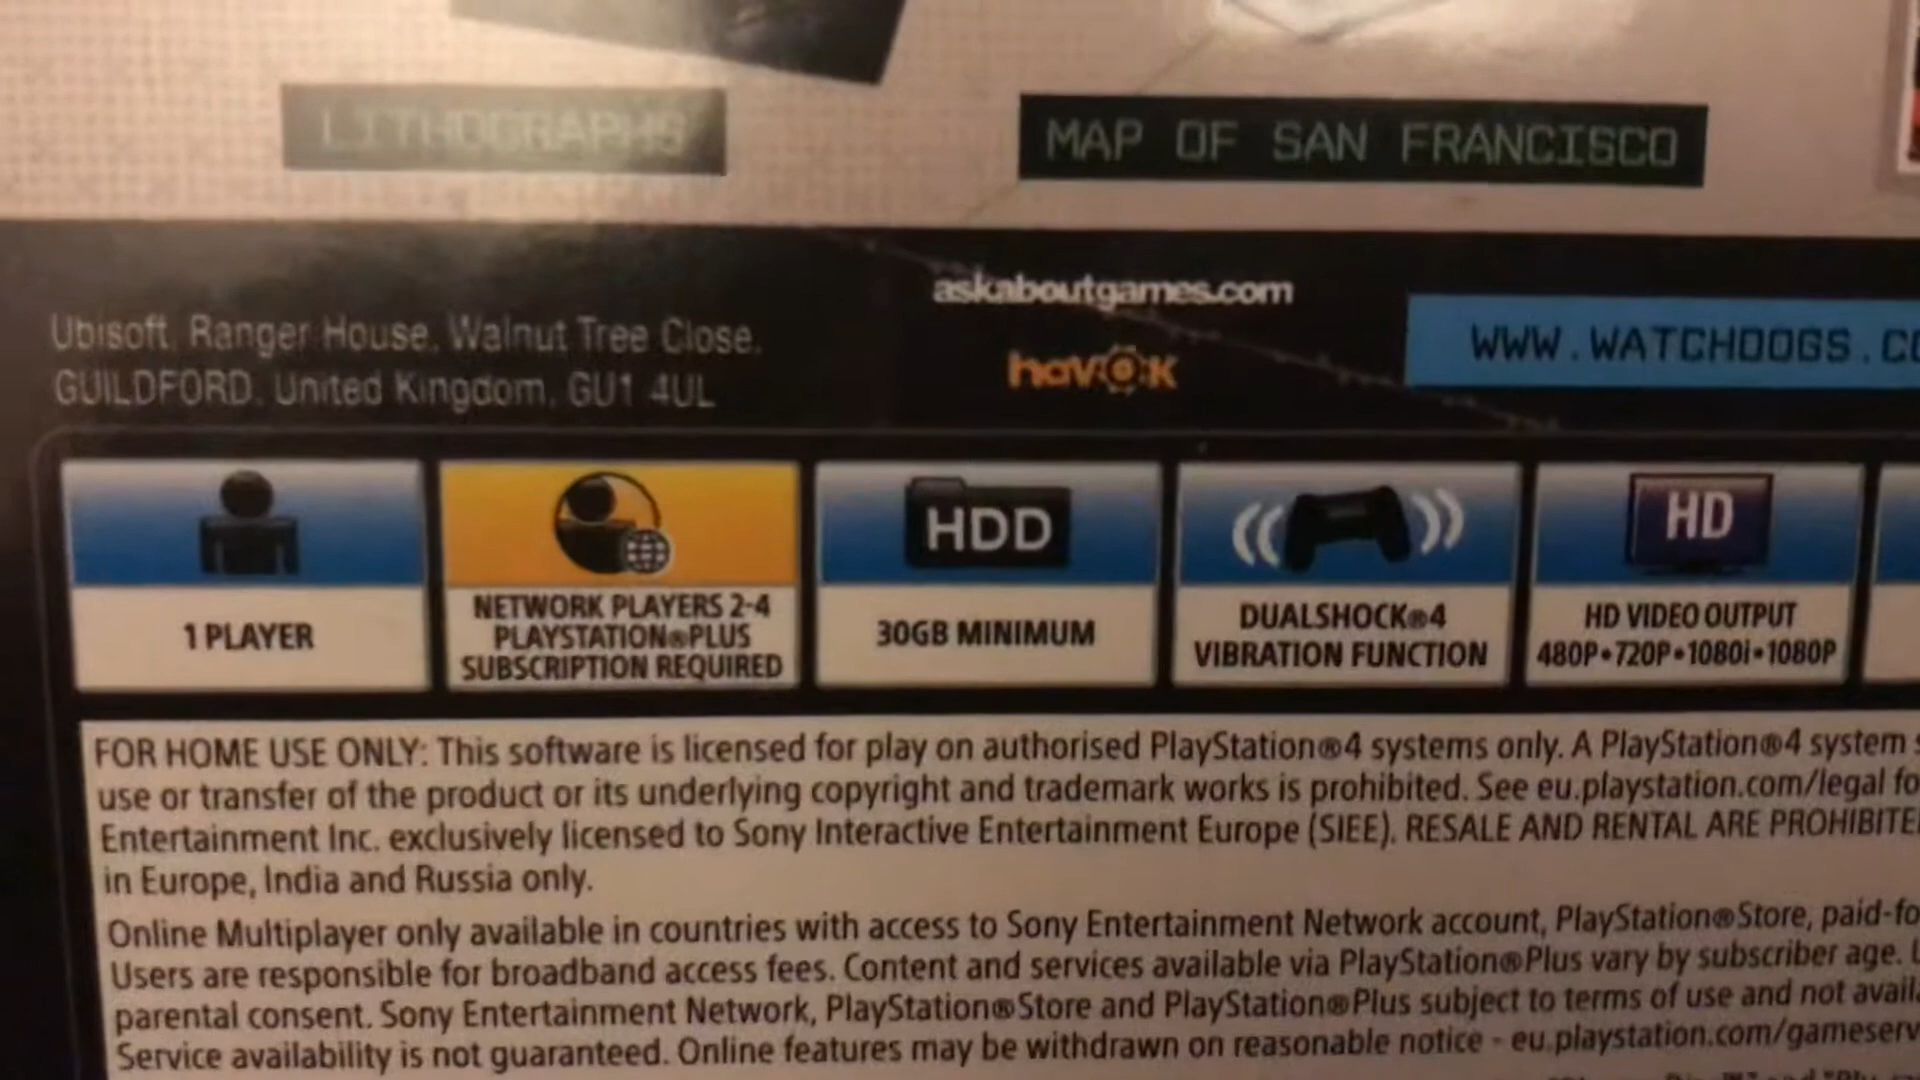 LITHOGRAPHS
MAP OF SAN FRANCISCO
askaboutgames.com
Ubisoft, Ranger House, Walnut Tree Close,
GUILDFORD, United Kingdom, GU1 4UL
havok
WWW.WATCHDOGS.CO
HDD
HD
1 PLAYER
NETWORK PLAYERS 2-4
PLAYSTATION®PLUS
SUBSCRIPTION REQUIRED
30GB MINIMUM
DUALSHOCK®4
VIBRATION FUNCTION
HD VIDEO OUTPUT
480P•720P•1080i•1080P
FOR HOME USE ONLY: This software is licensed for play on authorised PlayStation®4 systems only. A PlayStation®4 system s
use or transfer of the product or its underlying copyright and trademark works is prohibited. See eu.playstation.com/legal fo
Entertainment Inc. exclusively licensed to Sony Interactive Entertainment Europe (SIEE). RESALE AND RENTAL ARE PROHIBITE
in Europe, India and Russia only.
Online Multiplayer only available in countries with access to Sony Entertainment Network account, PlayStation®Store, paid-fo
Users are responsible for broadband access fees. Content and services available via PlayStation®Plus vary by subscriber age.
parental consent. Sony Entertainment Network, PlayStation®Store and PlayStation®Plus subject to terms of use and not avail
Service availability is not guaranteed. Online features may be withdrawn on reasonable notice - eu.playstation.com/gameserv